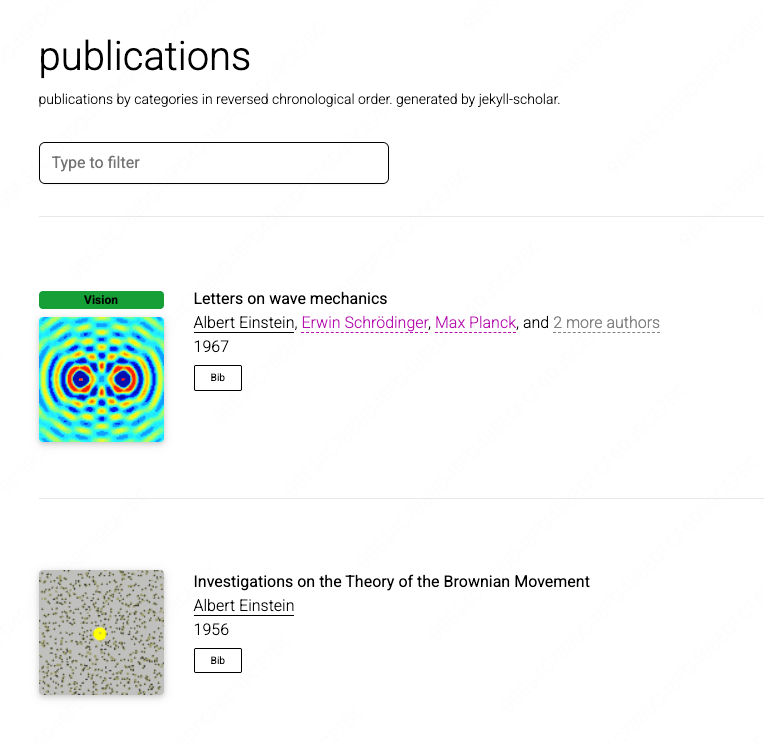 publications
publications by categories in reversed chronological order. generated by jekyll-scholar.
Type to filter
Vision
Letters on wave mechanics
Albert Einstein, Erwin Schrödinger, Max Planck, and 2 more authors
1967
Bib
Investigations on the Theory of the Brownian Movement
Albert Einstein
1956
Bib